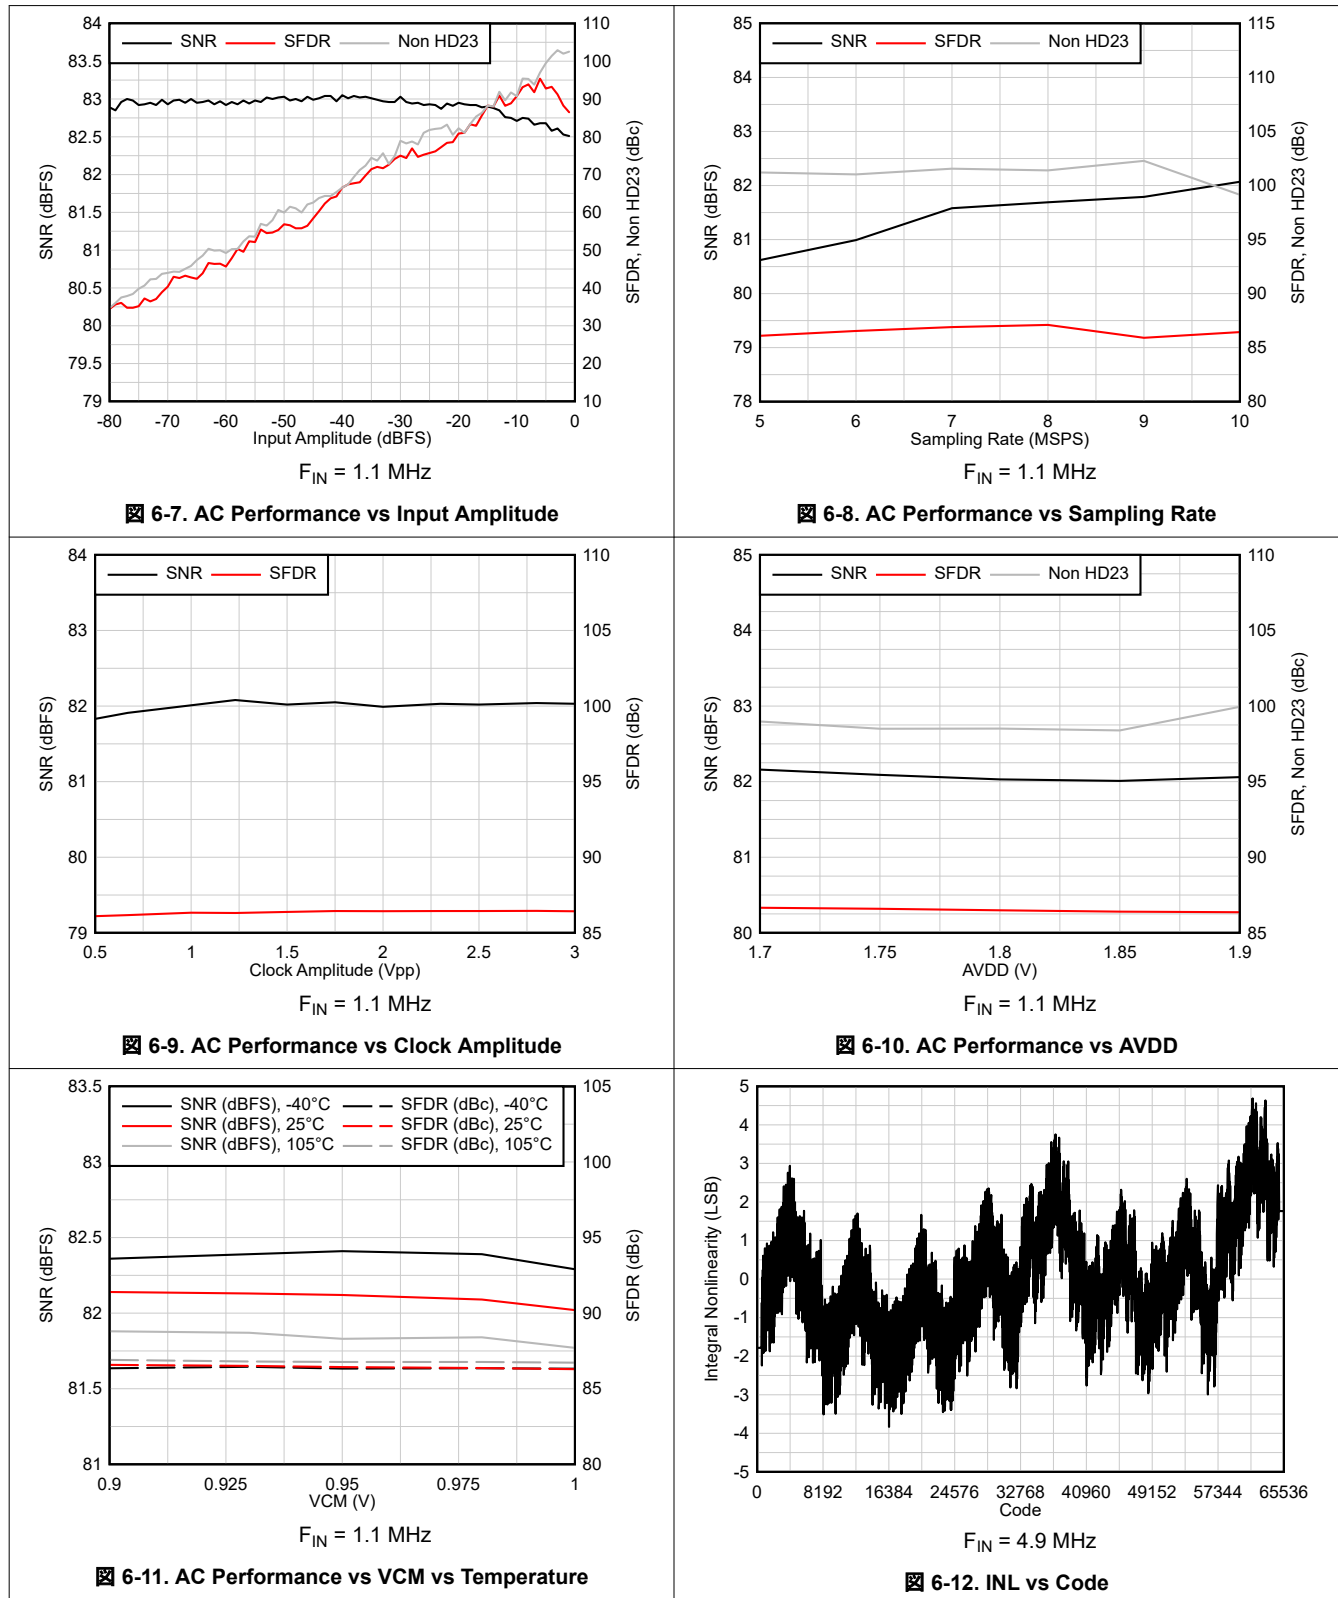 84
83.5
83
82.5
82
81.5
81
80.5
80
79.5
79
110
100
90
80
70
60
50
40
30
20
10
SNR SFDR Non HD23
SNR (dBFS)
SFDR, Non HD23 (dBc)
-80 -70 -60 -50 -40 -30 -20 -10 0
Input Amplitude (dBFS)
FIN = 1.1 MHz
図 6-7. AC Performance vs Input Amplitude
85
84
83
82
81
80
79
78
115
110
105
100
95
90
85
80
SNR SFDR Non HD23
SNR (dBFS)
SFDR, Non HD23 (dBc)
5 6 7 8 9 10
Sampling Rate (MSPS)
FIN = 1.1 MHz
図 6-8. AC Performance vs Sampling Rate
84
83
82
81
80
79
110
105
100
95
90
85
SNR SFDR
SNR (dBFS)
SFDR (dBc)
0.5 1 1.5 2 2.5 3
Clock Amplitude (Vpp)
FIN = 1.1 MHz
図 6-9. AC Performance vs Clock Amplitude
85
84
83
82
81
80
110
105
100
95
90
85
SNR SFDR Non HD23
SNR (dBFS)
SFDR, Non HD23 (dBc)
1.7 1.75 1.8 1.85 1.9
AVDD (V)
FIN = 1.1 MHz
図 6-10. AC Performance vs AVDD
83.5
83
82.5
82
81.5
81
105
100
95
90
85
80
SNR (dBFS), -40°C SFDR (dBc), -40°C
SNR (dBFS), 25°C SFDR (dBc), 25°C
SNR (dBFS), 105°C SFDR (dBc), 105°C
SNR (dBFS)
SFDR (dBc)
0.9 0.925 0.95 0.975 1
VCM (V)
FIN = 1.1 MHz
図 6-11. AC Performance vs VCM vs Temperature
5
4
3
2
1
0
-1
-2
-3
-4
-5
Integral Nonlinearity (LSB)
0 8192 16384 24576 32768 40960 49152 57344 65536
Code
FIN = 4.9 MHz
図 6-12. INL vs Code